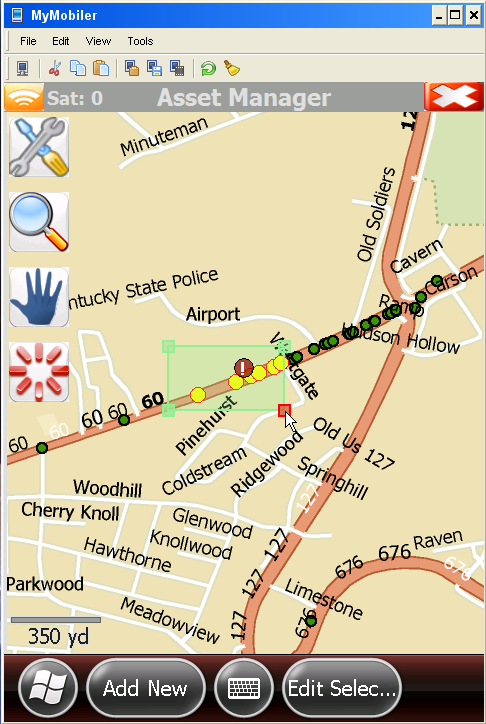 MyMobiler
File Edit View Tools
Sat: 0 Asset Manager
Minuteman
Old Soldiers
Cavern
Carson
Ramp
Hudson Hollow
Kentucky State Police
Airport
Westgate
60
60
60
60
60
Pinehurst
Coldstream
Ridgewood
Old Us 127
Springhill
127
Woodhill
Cherry Knoll
Glenwood
Knollwood
Hawthorne
127
127
127
Parkwood
Meadowview
Limestone
676
676
676
676
Raven
350 yd
Add New Edit Selec...